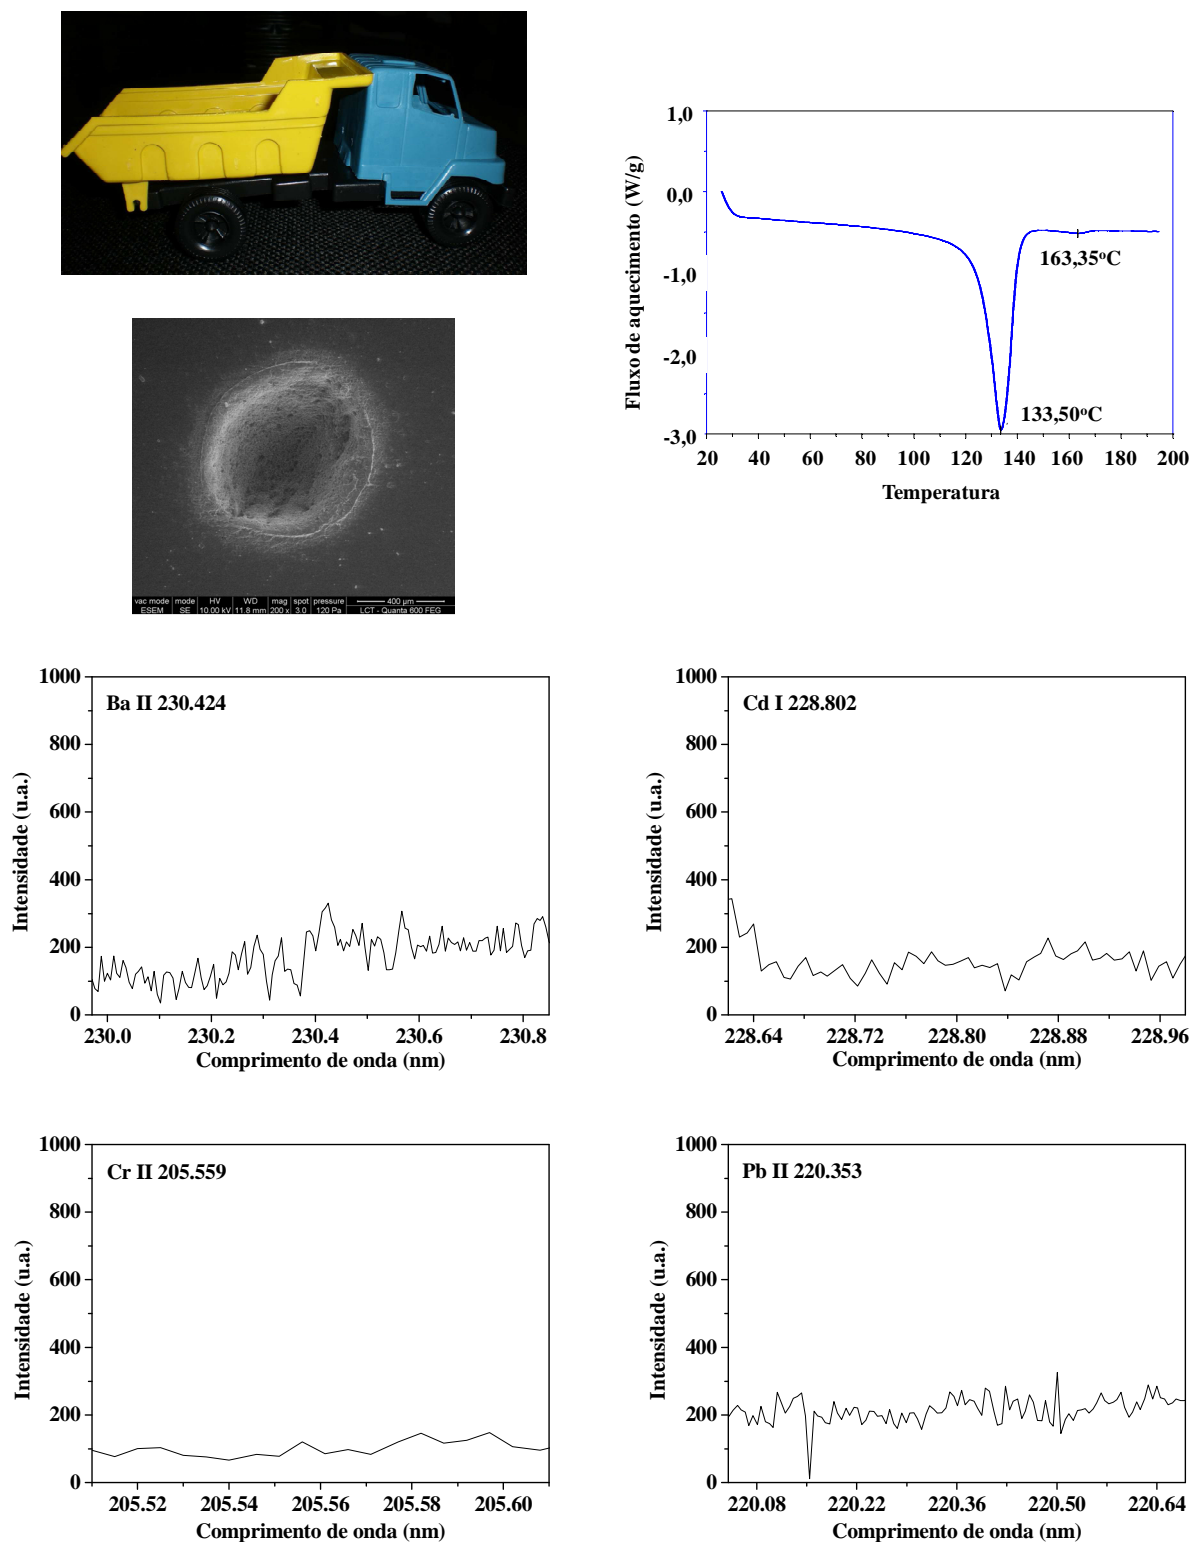 1,0
0,0
-1,0
-2,0
-3,0
Fluxo de aquecimento (W/g)
163,35ºC
133,50ºC
20 40 60 80 100 120 140 160 180 200
Temperatura
vac mode mode HV WD mag spot pressure 400 µm
ESEM SE 10.00 kV 11.8 mm 200 x 3.0 120 Pa LCT - Quanta 600 FEG
Ba II 230.424
1000
800
600
400
200
0
Intensidade (u.a.)
230.0 230.2 230.4 230.6 230.8
Comprimento de onda (nm)
Cd I 228.802
1000
800
600
400
200
0
Intensidade (u.a.)
228.64 228.72 228.80 228.88 228.96
Comprimento de onda (nm)
Cr II 205.559
1000
800
600
400
200
0
Intensidade (u.a.)
205.52 205.54 205.56 205.58 205.60
Comprimento de onda (nm)
Pb II 220.353
1000
800
600
400
200
0
Intensidade (u.a.)
220.08 220.22 220.36 220.50 220.64
Comprimento de onda (nm)